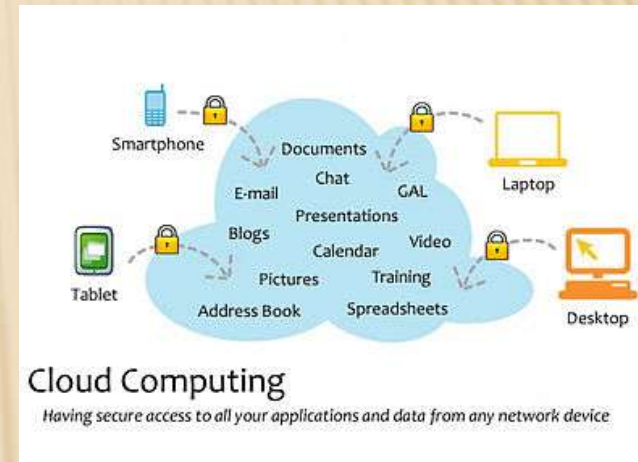 Smartphone
Documents
Chat
E-mail
GAL
Laptop
Presentations
Blogs
Calendar
Video
Tablet
Pictures
Training
Address Book
Spreadsheets
Desktop
Cloud Computing
Having secure access to all your applications and data from any network device